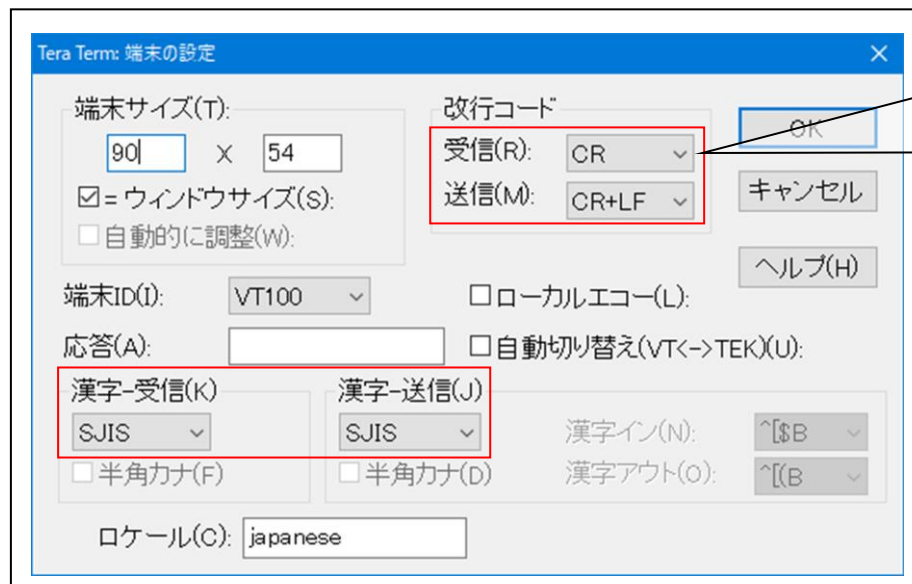 Tera Term: 端末の設定
端末サイズ(T):
90 X 54
☑= ウィンドウサイズ(S):
自動的に調整(W):
改行コード
受信(R): CR
送信(M): CR+LF
OK
キャンセル
ヘルプ(H)
端末ID(I): VT100
ローカルエコー(L):
応答(A):
自動切り替え(VT<->TEK)(U):
漢字-受信(K)
SJIS
半角カナ(F)
漢字-送信(J)
SJIS
半角カナ(D)
漢字イン(N): ^[$B
漢字アウト(O): ^[(B
ロケール(C): japanese